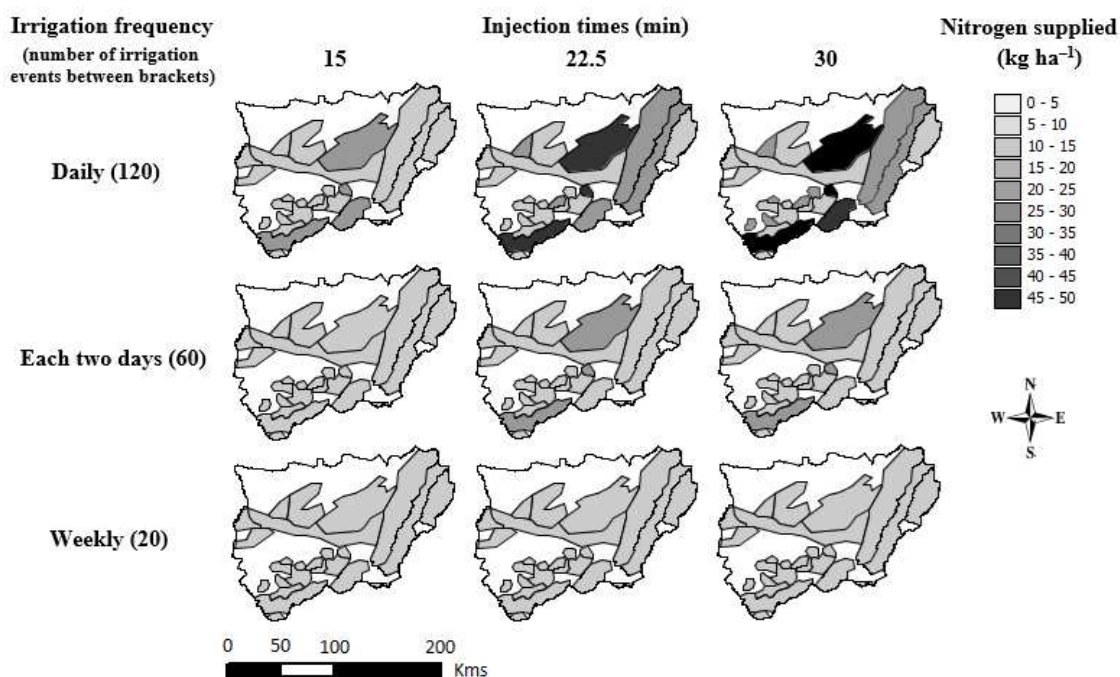 Irrigation frequency
(number of irrigation
events between brackets)
Injection times (min)
15
22.5
30
Nitrogen supplied
(kg ha⁻¹)
0 - 5
5 - 10
10 - 15
15 - 20
20 - 25
25 - 30
30 - 35
35 - 40
40 - 45
45 - 50
Daily (120)
Each two days (60)
Weekly (20)
N
W
E
S
0
50
100
200
Kms